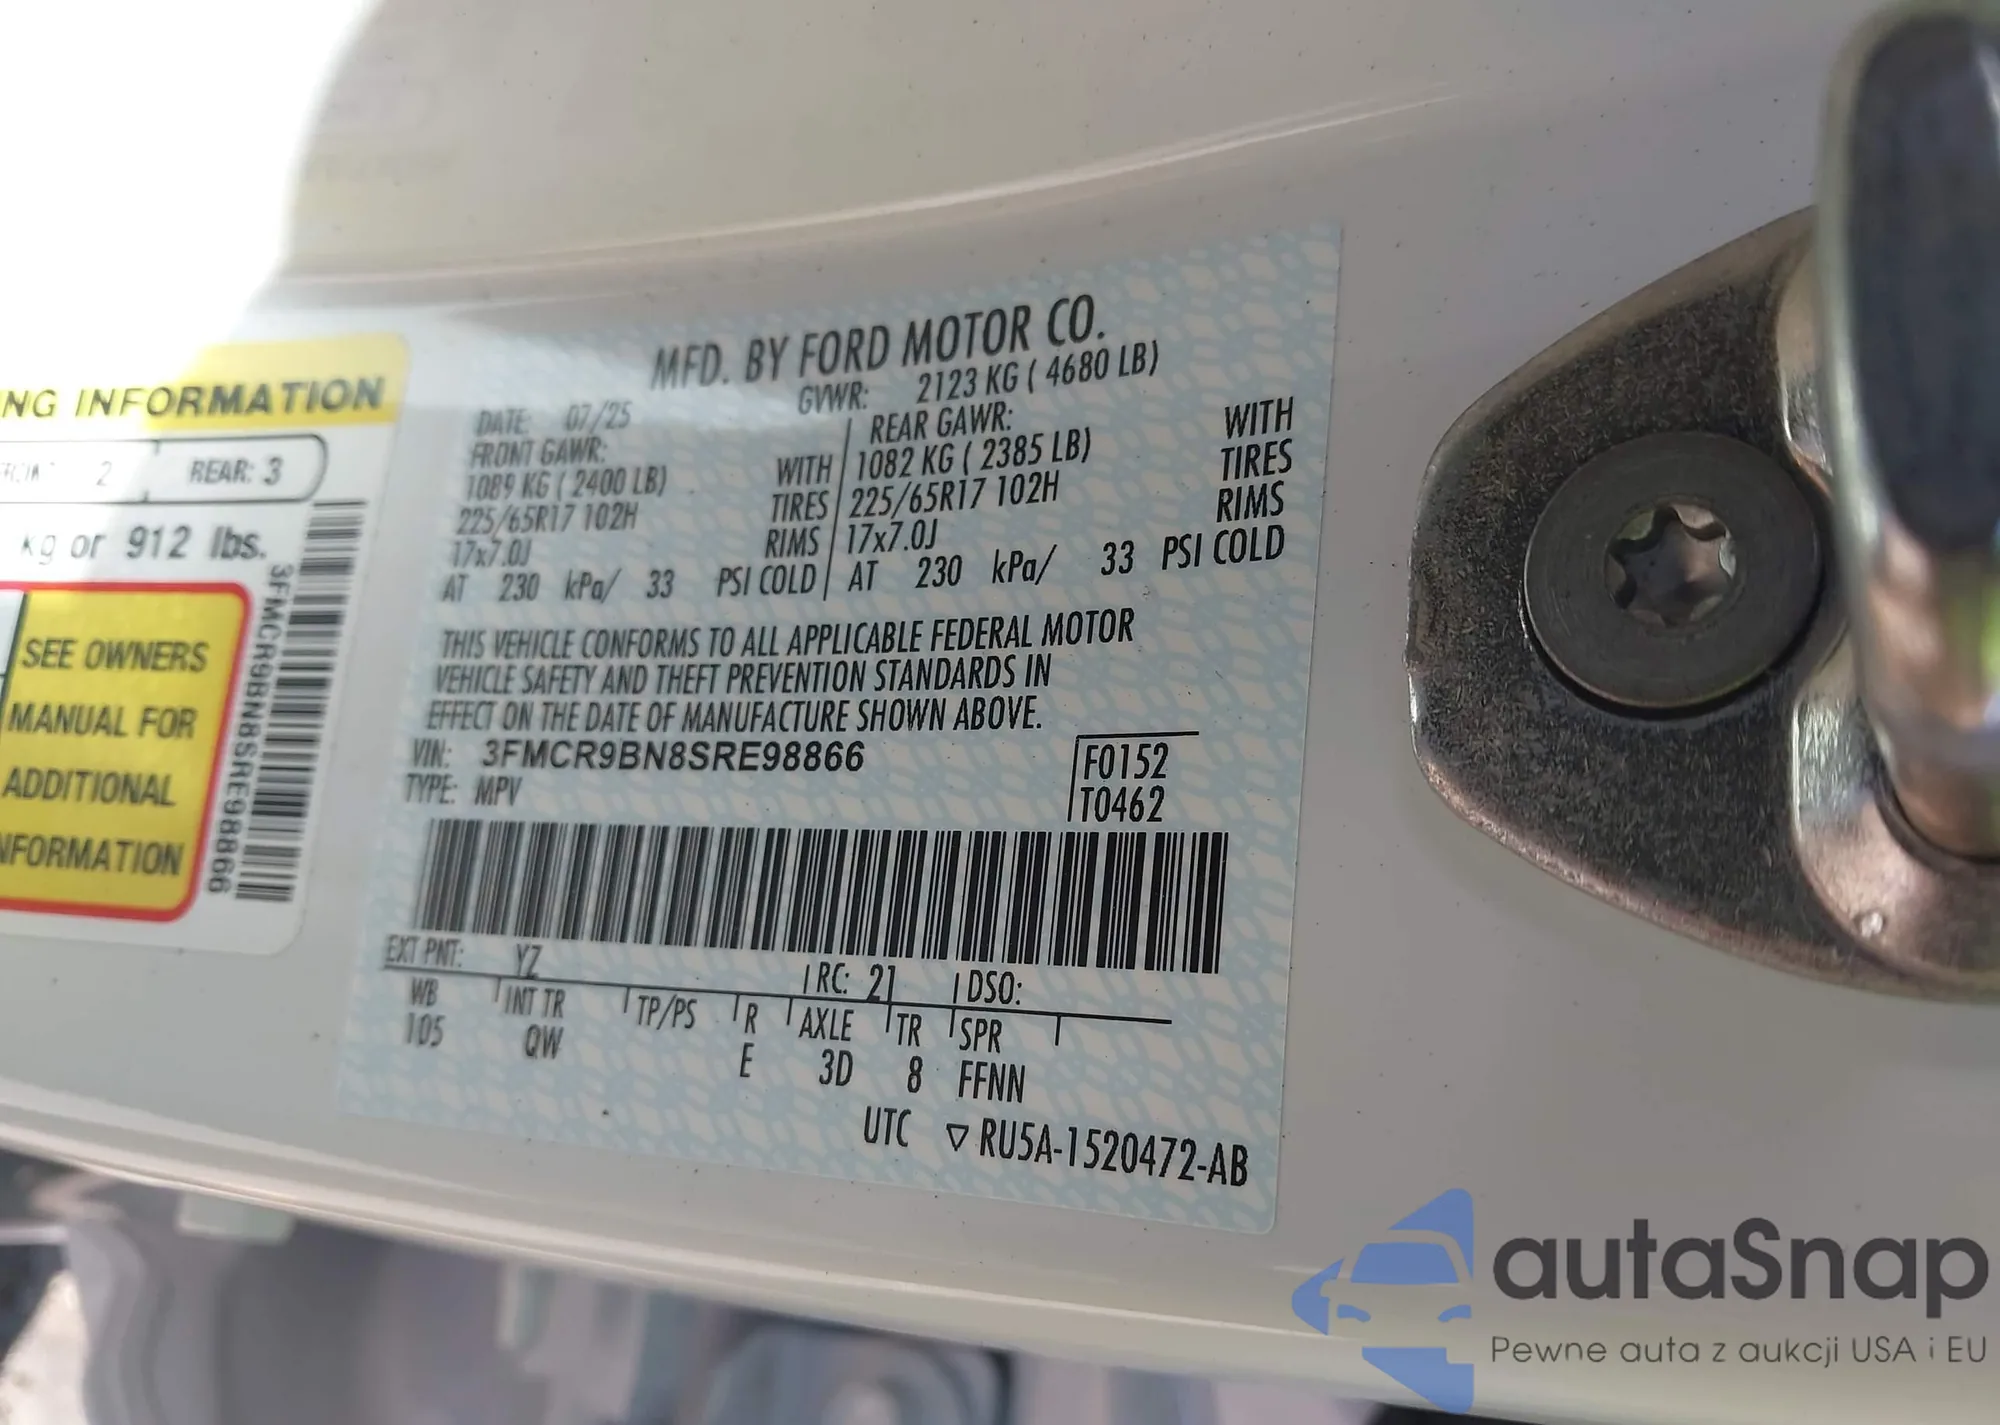 NG INFORMATION
2 REAR: 3
kg or 912 lbs.
SEE OWNERS
MANUAL FOR
ADDITIONAL
INFORMATION
3FMCR9BN8SRE98866
MFD. BY FORD MOTOR CO.
DATE: 07/25 GVWR: 2123 KG ( 4680 LB)
FRONT GAWR: REAR GAWR: WITH
1089 KG ( 2400 LB) WITH 1082 KG ( 2385 LB) TIRES
225/65R17 102H TIRES 225/65R17 102H RIMS
17x7.0J RIMS 17x7.0J
AT 230 kPa/ 33 PSI COLD AT 230 kPa/ 33 PSI COLD
THIS VEHICLE CONFORMS TO ALL APPLICABLE FEDERAL MOTOR
VEHICLE SAFETY AND THEFT PREVENTION STANDARDS IN
EFFECT ON THE DATE OF MANUFACTURE SHOWN ABOVE.
VIN: 3FMCR9BN8SRE98866 F0152
TYPE: MPV T0462
EXT PNT: YZ RC: 21 DSO:
WB INT TR TP/PS R AXLE TR SPR
105 QW E 3D 8 FFNN
UTC ▽ RU5A-1520472-AB
autaSnap
Pewne auta z aukcji USA i EU